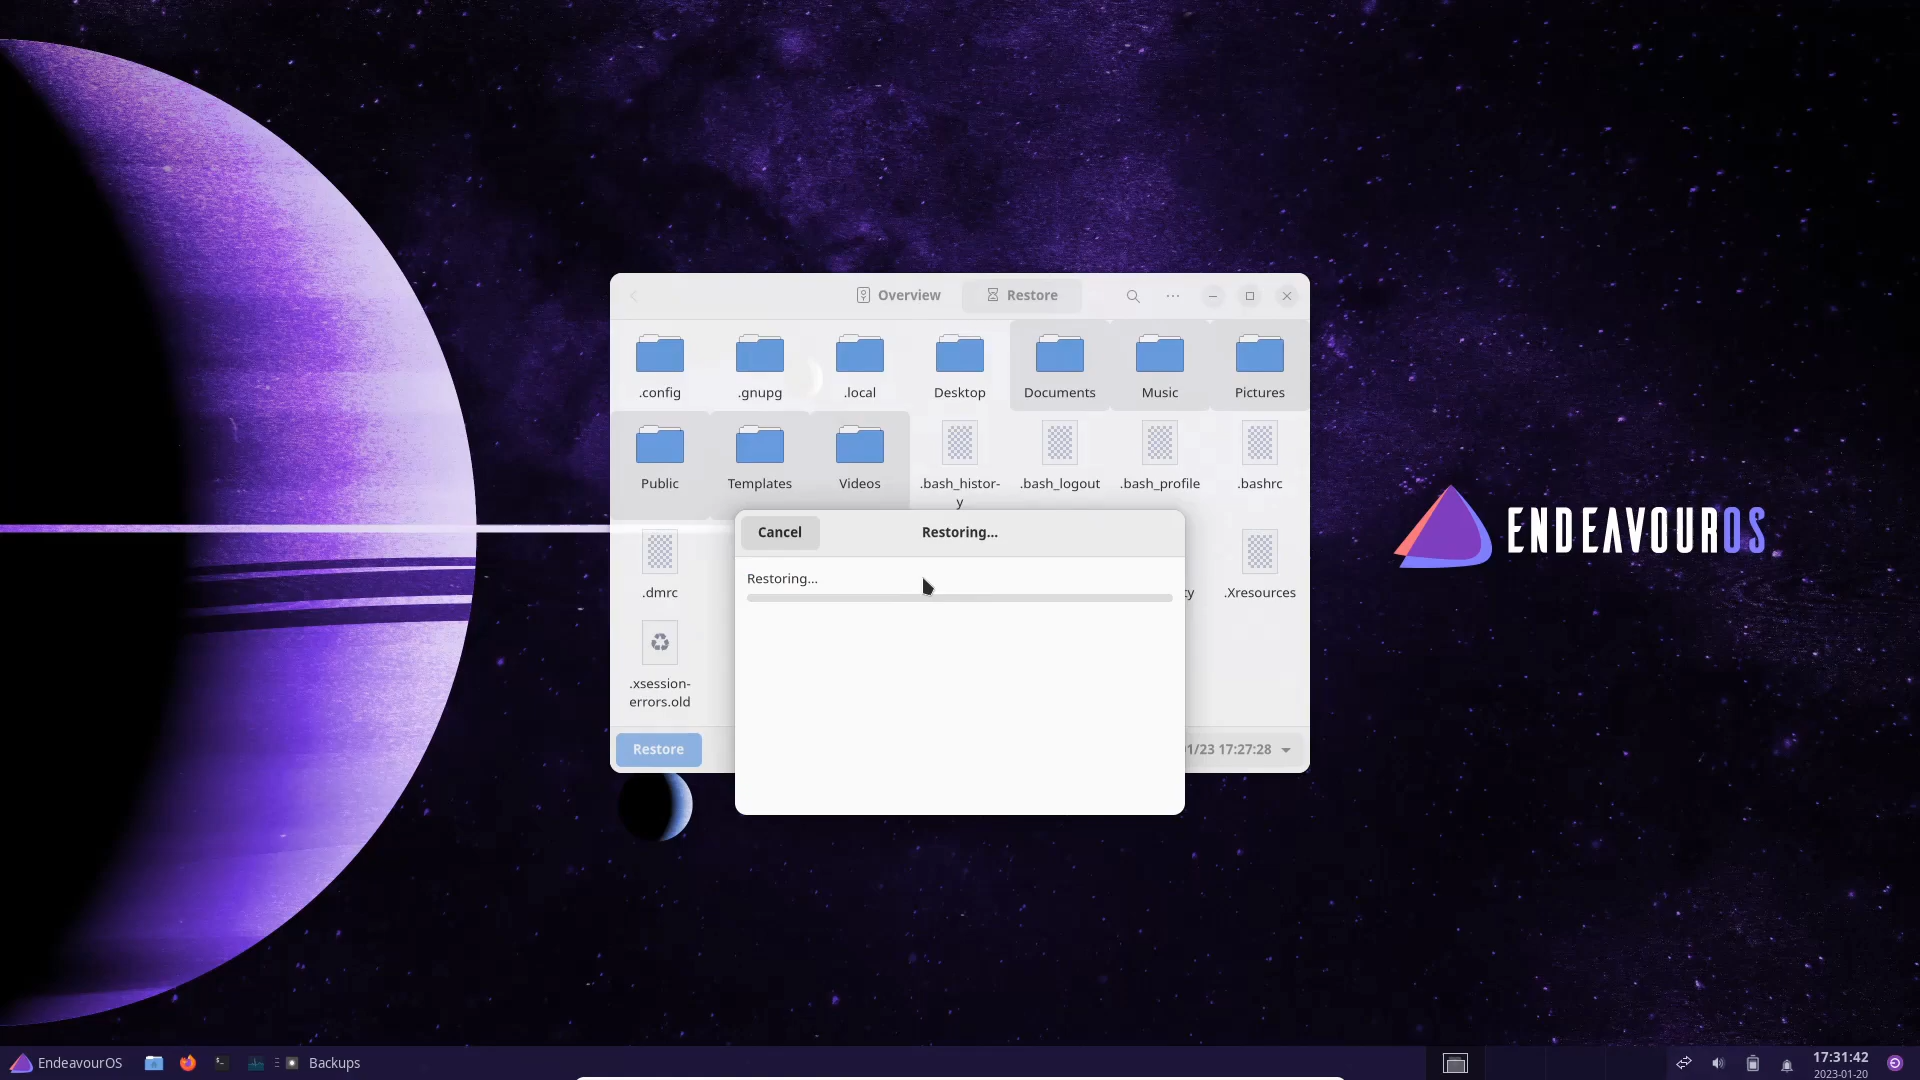 Overview
Restore
.config
.gnupg
.local
Desktop
Documents
Music
Pictures
Public
Templates
Videos
.bash_histor-
y
.bash_logout
.bash_profile
.bashrc
Cancel
Restoring...
Restoring...
.dmrc
ty
.Xresources
.xsession-
errors.old
Restore
1/23 17:27:28
ENDEAVOUROS
EndeavourOS
Backups
17:31:42
2023-01-20